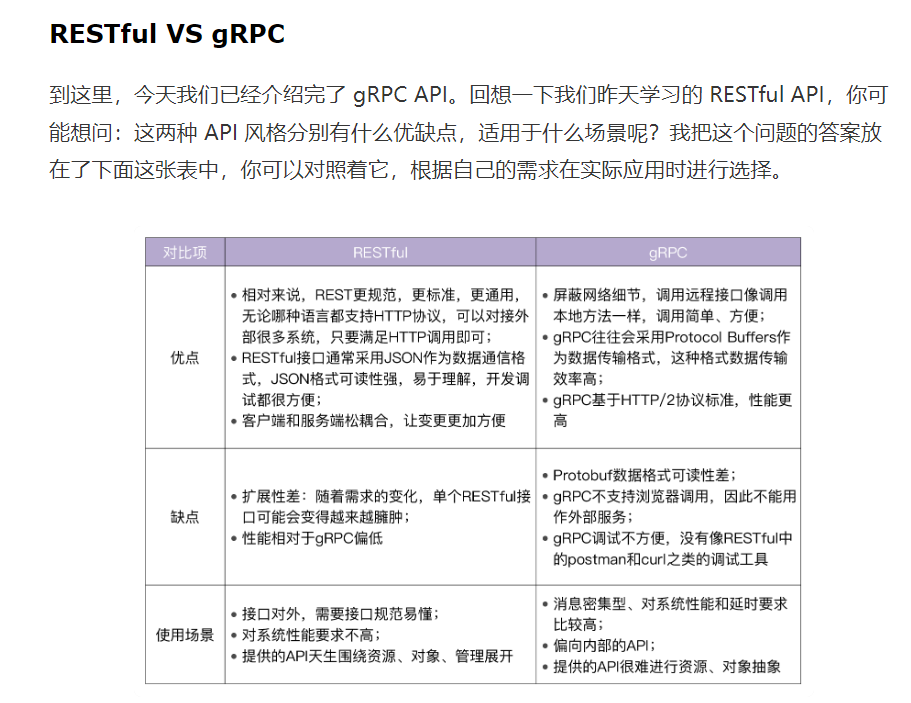 RESTful VS gRPC
到这里，今天我们已经介绍完了 gRPC API。回想一下我们昨天学习的 RESTful API，你可
能想问：这两种 API 风格分别有什么优缺点，适用于什么场景呢？我把这个问题的答案放
在了下面这张表中，你可以对照着它，根据自己的需求在实际应用时进行选择。
对比项
RESTful
gRPC
优点
• 相对来说，REST更规范，更标准，更通用，
无论哪种语言都支持HTTP协议，可以对接外
部很多系统，只要满足HTTP调用即可；
• RESTful接口通常采用JSON作为数据通信格
式，JSON格式可读性强，易于理解，开发调
试都很方便；
• 客户端和服务端松耦合，让变更更加方便
• 屏蔽网络细节，调用远程接口像调用
本地方法一样，调用简单、方便；
• gRPC往往会采用Protocol Buffers作
为数据传输格式，这种格式数据传输
效率高；
• gRPC基于HTTP/2协议标准，性能更
高
缺点
• 扩展性差：随着需求的变化，单个RESTful接
口可能会变得越来越臃肿；
• 性能相对于gRPC偏低
• Protobuf数据格式可读性差；
• gRPC不支持浏览器调用，因此不能用
作外部服务；
• gRPC调试不方便，没有像RESTful中
的postman和curl之类的调试工具
使用场景
• 接口对外，需要接口规范易懂；
• 对系统性能要求不高；
• 提供的API天生围绕资源、对象、管理展开
• 消息密集型、对系统性能和延时要求
比较高；
• 偏向内部的API；
• 提供的API很难进行资源、对象抽象